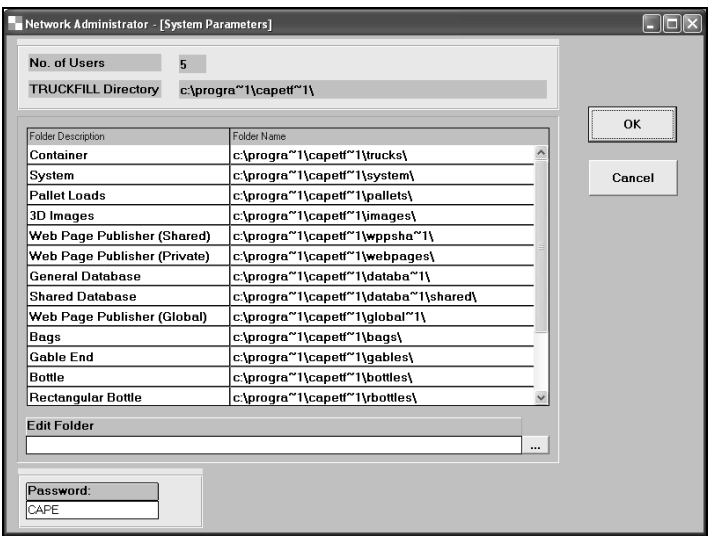 Network Administrator - [System Parameters]
No. of Users 5
TRUCKFILL Directory c:\progra~1\capetf~1\
OK
Cancel
Folder Description Folder Name
Container c:\progra~1\capetf~1\trucks\
System c:\progra~1\capetf~1\system\
Pallet Loads c:\progra~1\capetf~1\pallets\
3D Images c:\progra~1\capetf~1\images\
Web Page Publisher (Shared) c:\progra~1\capetf~1\wppsha~1\
Web Page Publisher (Private) c:\progra~1\capetf~1\webpages\
General Database c:\progra~1\capetf~1\databa~1\
Shared Database c:\progra~1\capetf~1\databa~1\shared\
Web Page Publisher (Global) c:\progra~1\capetf~1\global~1\
Bags c:\progra~1\capetf~1\bags\
Gable End c:\progra~1\capetf~1\gables\
Bottle c:\progra~1\capetf~1\bottles\
Rectangular Bottle c:\progra~1\capetf~1\rbottles\
Edit Folder
...
Password:
CAPE